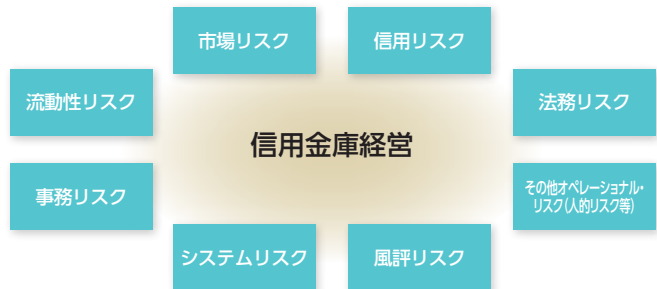 市場リスク
信用リスク
流動性リスク
法務リスク
信用金庫経営
事務リスク
その他オペレーショナル・
リスク(人的リスク等)
システムリスク
風評リスク